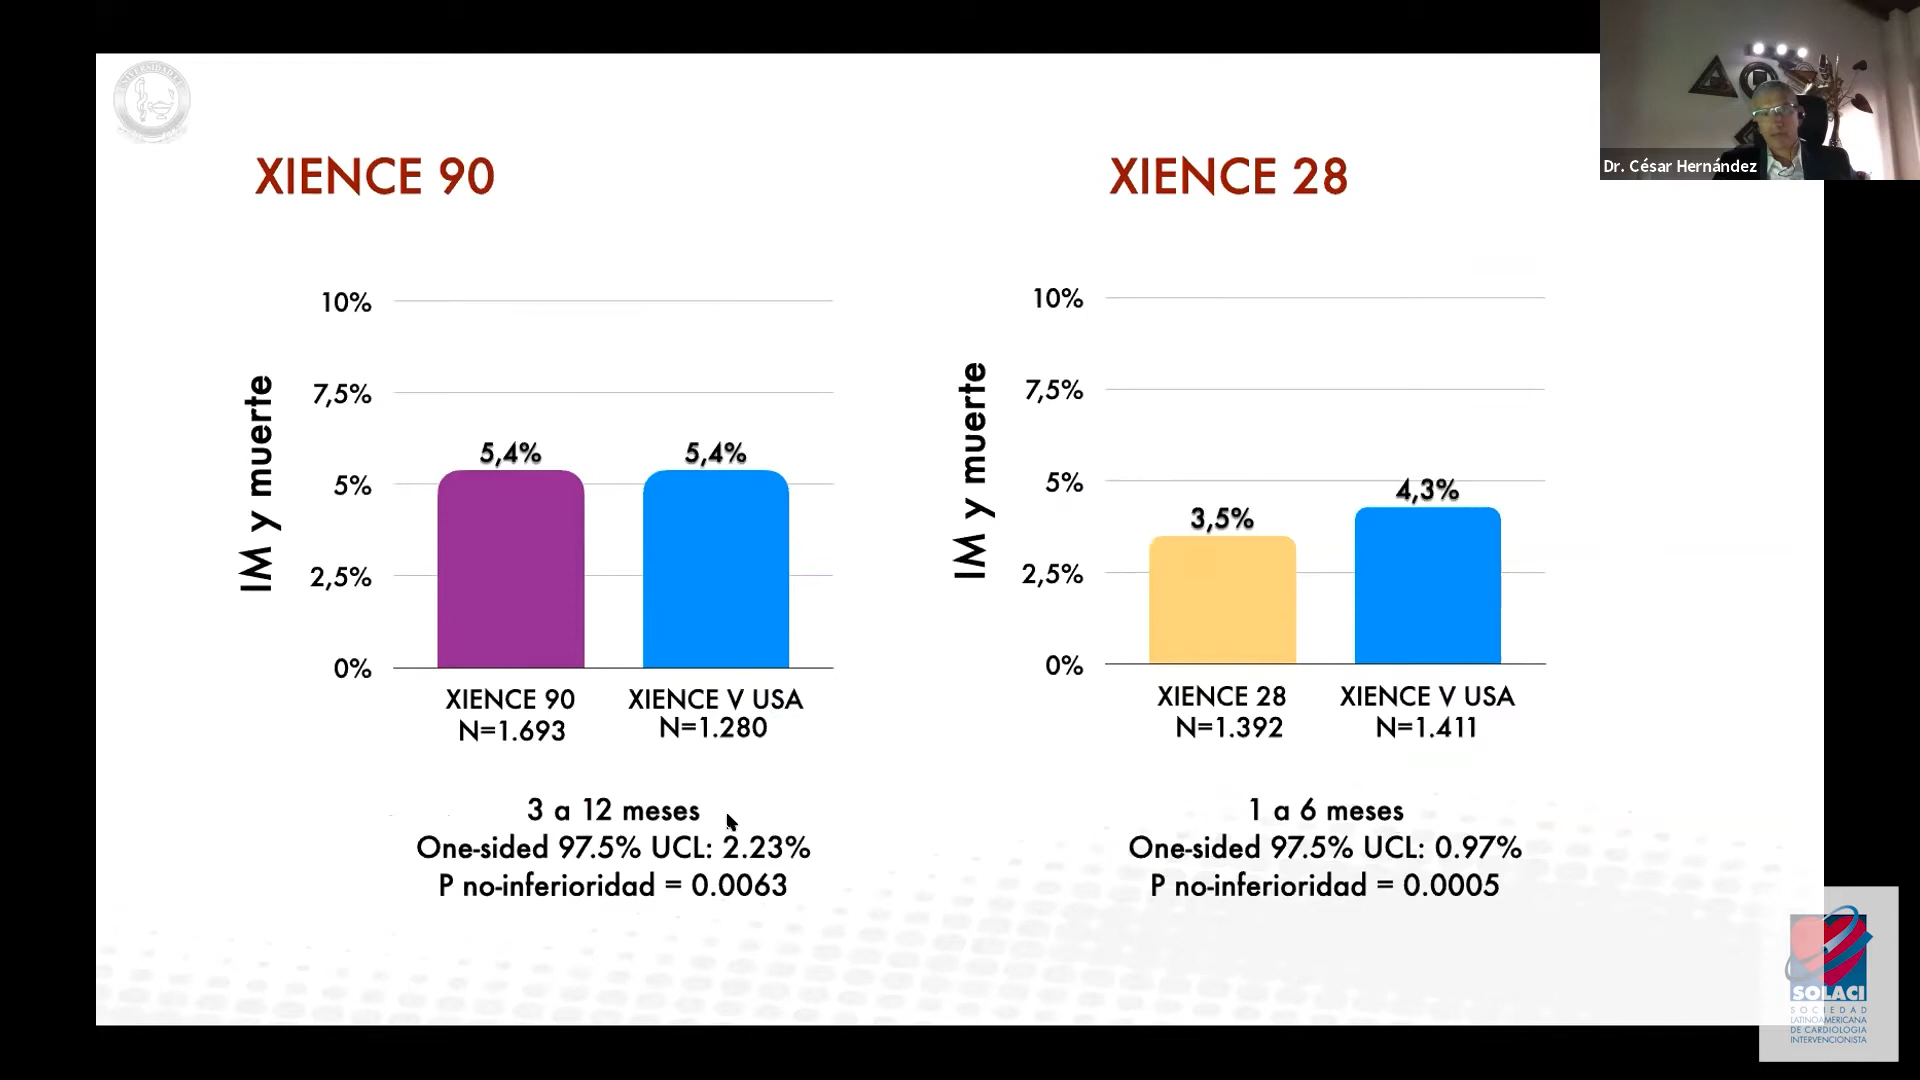 XIENCE 90
10%
7,5%
5%
2,5%
0%
IM y muerte
5,4%
5,4%
XIENCE 90
N=1.693
XIENCE V USA
N=1.280
3 a 12 meses
One-sided 97.5% UCL: 2.23%
P no-inferioridad = 0.0063
XIENCE 28
10%
7,5%
5%
2,5%
0%
IM y muerte
3,5%
4,3%
XIENCE 28
N=1.392
XIENCE V USA
N=1.411
1 a 6 meses
One-sided 97.5% UCL: 0.97%
P no-inferioridad = 0.0005
Dr. César Hernández
SOLACI
SOCIEDAD
LATINOAMERICANA
DE CARDIOLOGIA
INTERVENCIONISTA